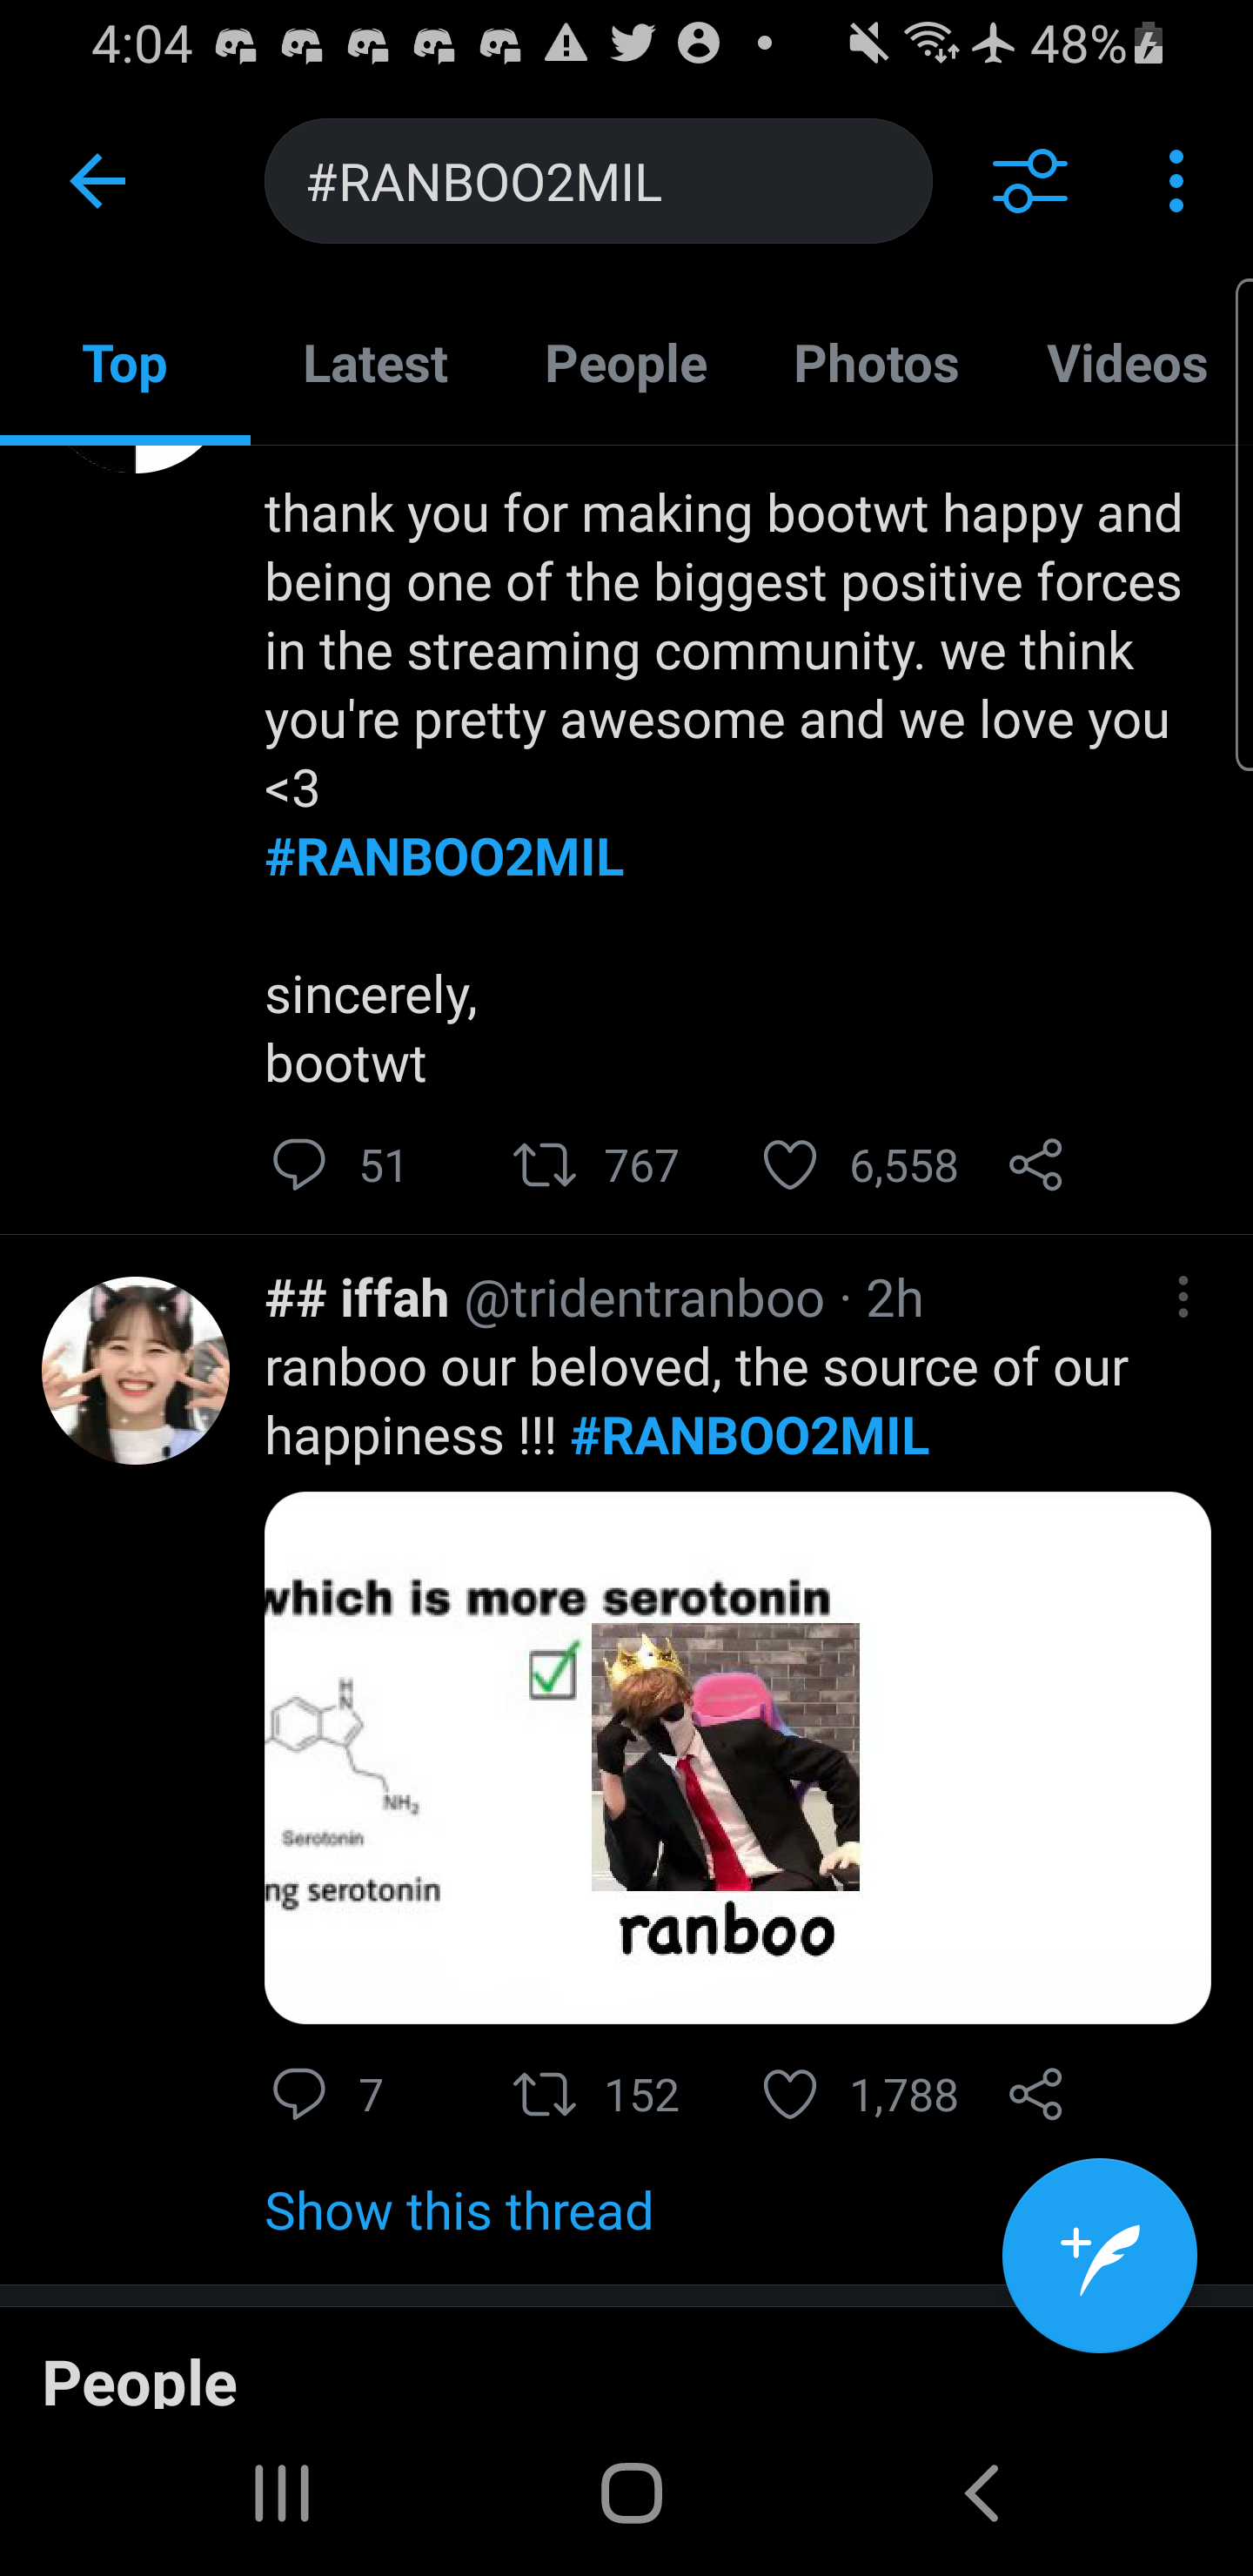 4:04 48%
#RANBOO2MIL
Top Latest People Photos Videos
thank you for making bootwt happy and
being one of the biggest positive forces
in the streaming community. we think
you're pretty awesome and we love you
<3
#RANBOO2MIL
sincerely,
bootwt
51 767 6,558
## iffah @tridentranboo · 2h
ranboo our beloved, the source of our
happiness !!! #RANBOO2MIL
which is more serotonin
H
N
NH2
Serotonin
ng serotonin
ranboo
7 152 1,788
Show this thread
People